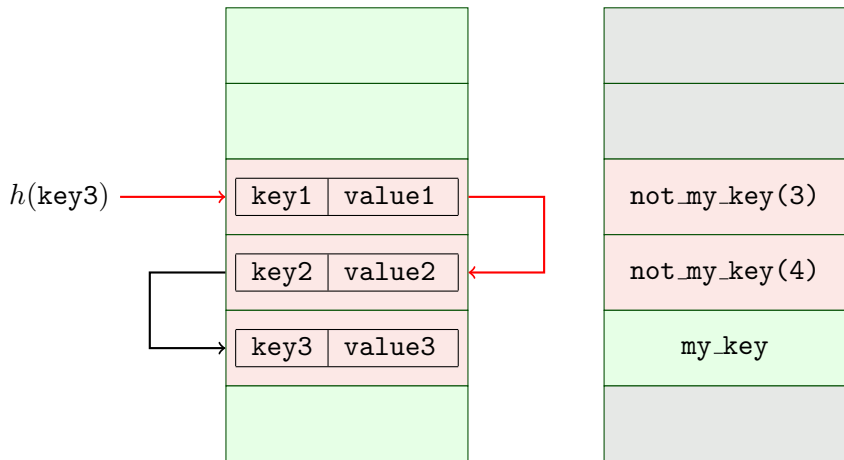 h(key3) key1 value1 not_my_key(3)
key2 value2 not_my_key(4)
key3 value3 my_key